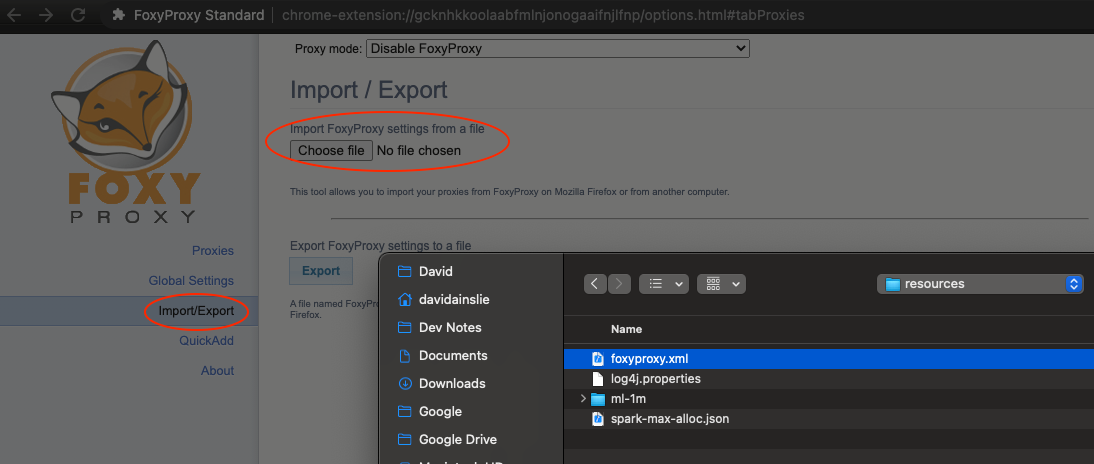 FoxyProxy Standard
chrome-extension://gcknhkkoolaabfmlnjonogaaifnjlfnp/options.html#tabProxies
Proxy mode: Disable FoxyProxy
FOXY
PROXY
Proxies
Global Settings
Import/Export
QuickAdd
About
Import / Export
Import FoxyProxy settings from a file
Choose file No file chosen
This tool allows you to import your proxies from FoxyProxy on Mozilla Firefox or from another computer.
Export FoxyProxy settings to a file
Export
A file named FoxyPro
Firefox.
David
davidainslie
Dev Notes
Documents
Downloads
Google
Google Drive
resources
Name
foxyproxy.xml
log4j.properties
ml-1m
spark-max-alloc.json